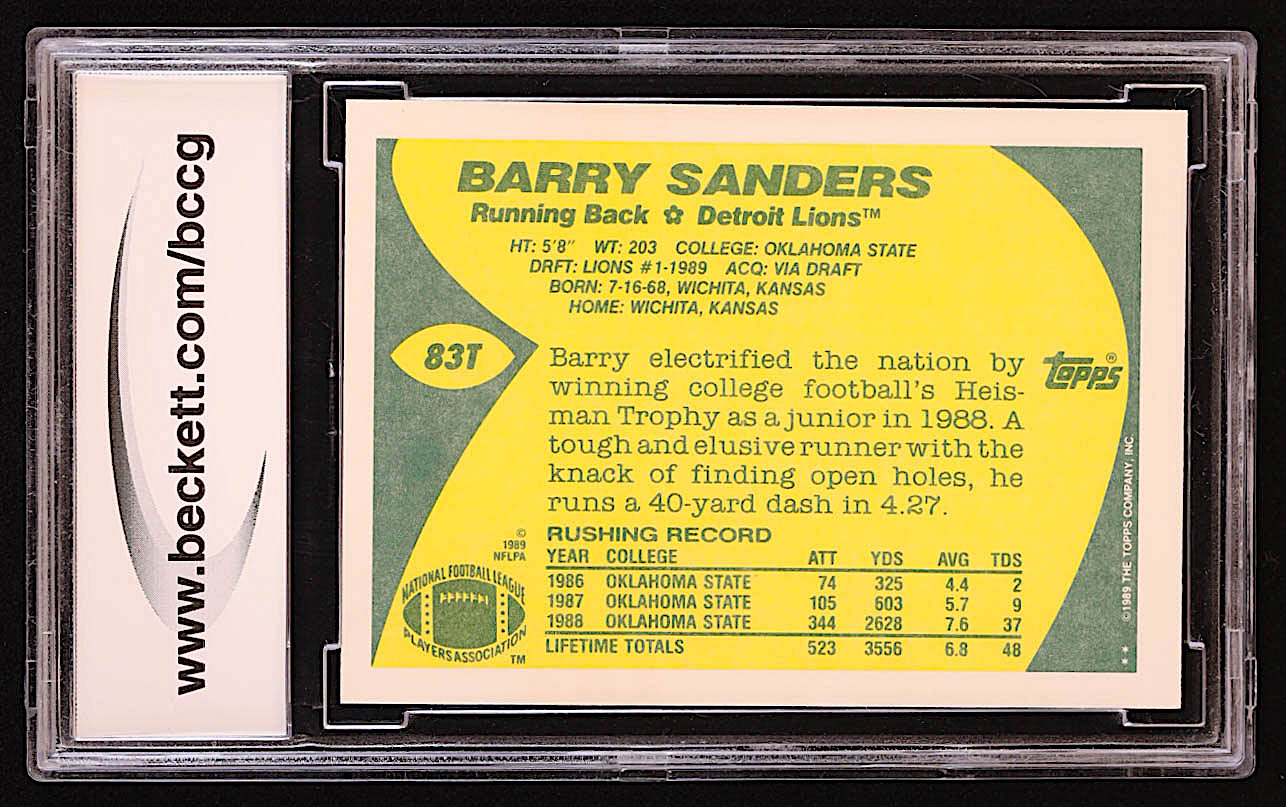 www.beckett.com/bccg
BARRY SANDERS
Running Back ✿ Detroit Lions™
HT: 5'8" WT: 203 COLLEGE: OKLAHOMA STATE
DRFT: LIONS #1-1989 ACQ: VIA DRAFT
BORN: 7-16-68, WICHITA, KANSAS
HOME: WICHITA, KANSAS
83T
Barry electrified the nation by
winning college football's Heis-
man Trophy as a junior in 1988. A
tough and elusive runner with the
knack of finding open holes, he
runs a 40-yard dash in 4.27.
topps®
RUSHING RECORD
YEAR COLLEGE ATT YDS AVG TDS
1986 OKLAHOMA STATE 74 325 4.4 2
1987 OKLAHOMA STATE 105 603 5.7 9
1988 OKLAHOMA STATE 344 2628 7.6 37
LIFETIME TOTALS 523 3556 6.8 48
©
1989
NFLPA
NATIONAL FOOTBALL LEAGUE
PLAYERS ASSOCIATION
TM
©1989 THE TOPPS COMPANY, INC.
**